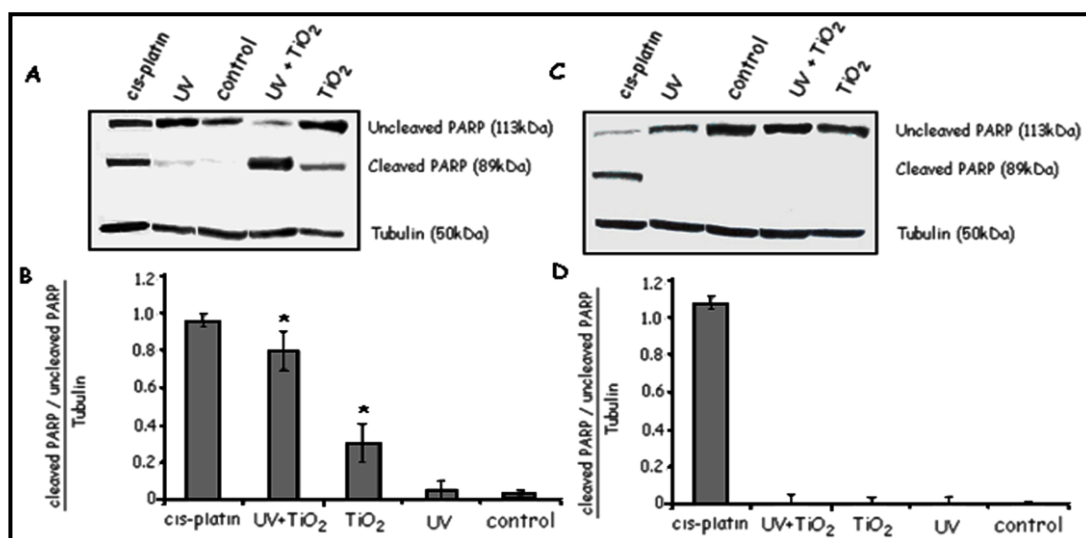 A
cis-platin
UV
control
UV + TiO2
TiO2
Uncleaved PARP (113kDa)
Cleaved PARP (89kDa)
Tubulin (50kDa)
C
cis-platin
UV
control
UV + TiO2
TiO2
Uncleaved PARP (113kDa)
Cleaved PARP (89kDa)
Tubulin (50kDa)
B
cleaved PARP / uncleaved PARP
Tubulin
1.2
1.0
0.8
0.6
0.4
0.2
0
*
*
cis-platin UV+TiO2 TiO2 UV control
D
cleaved PARP / uncleaved PARP
Tubulin
1.2
1.0
0.8
0.6
0.4
0.2
0
cis-platin UV+TiO2 TiO2 UV control